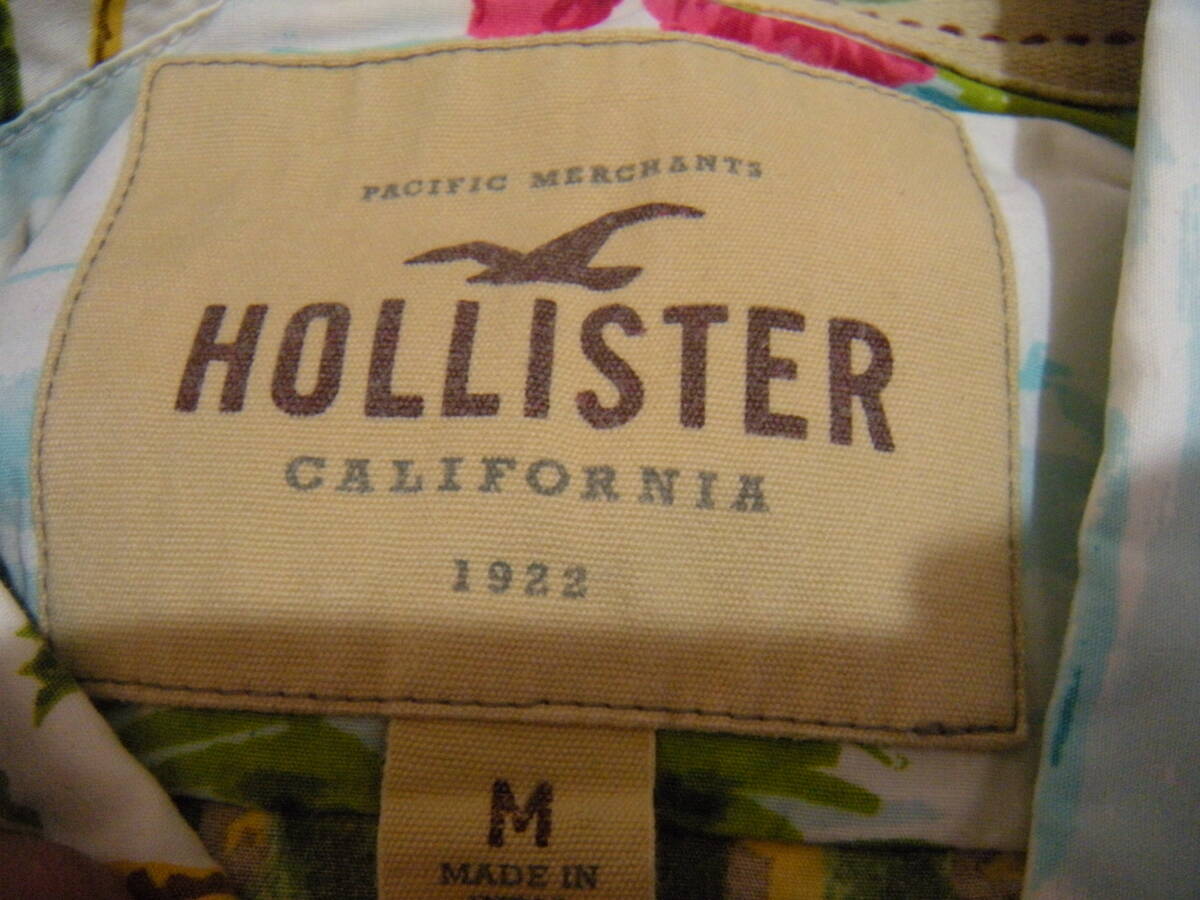 PACIFIC MERCHANTS
HOLLISTER
CALIFORNIA
1922
M
MADE IN